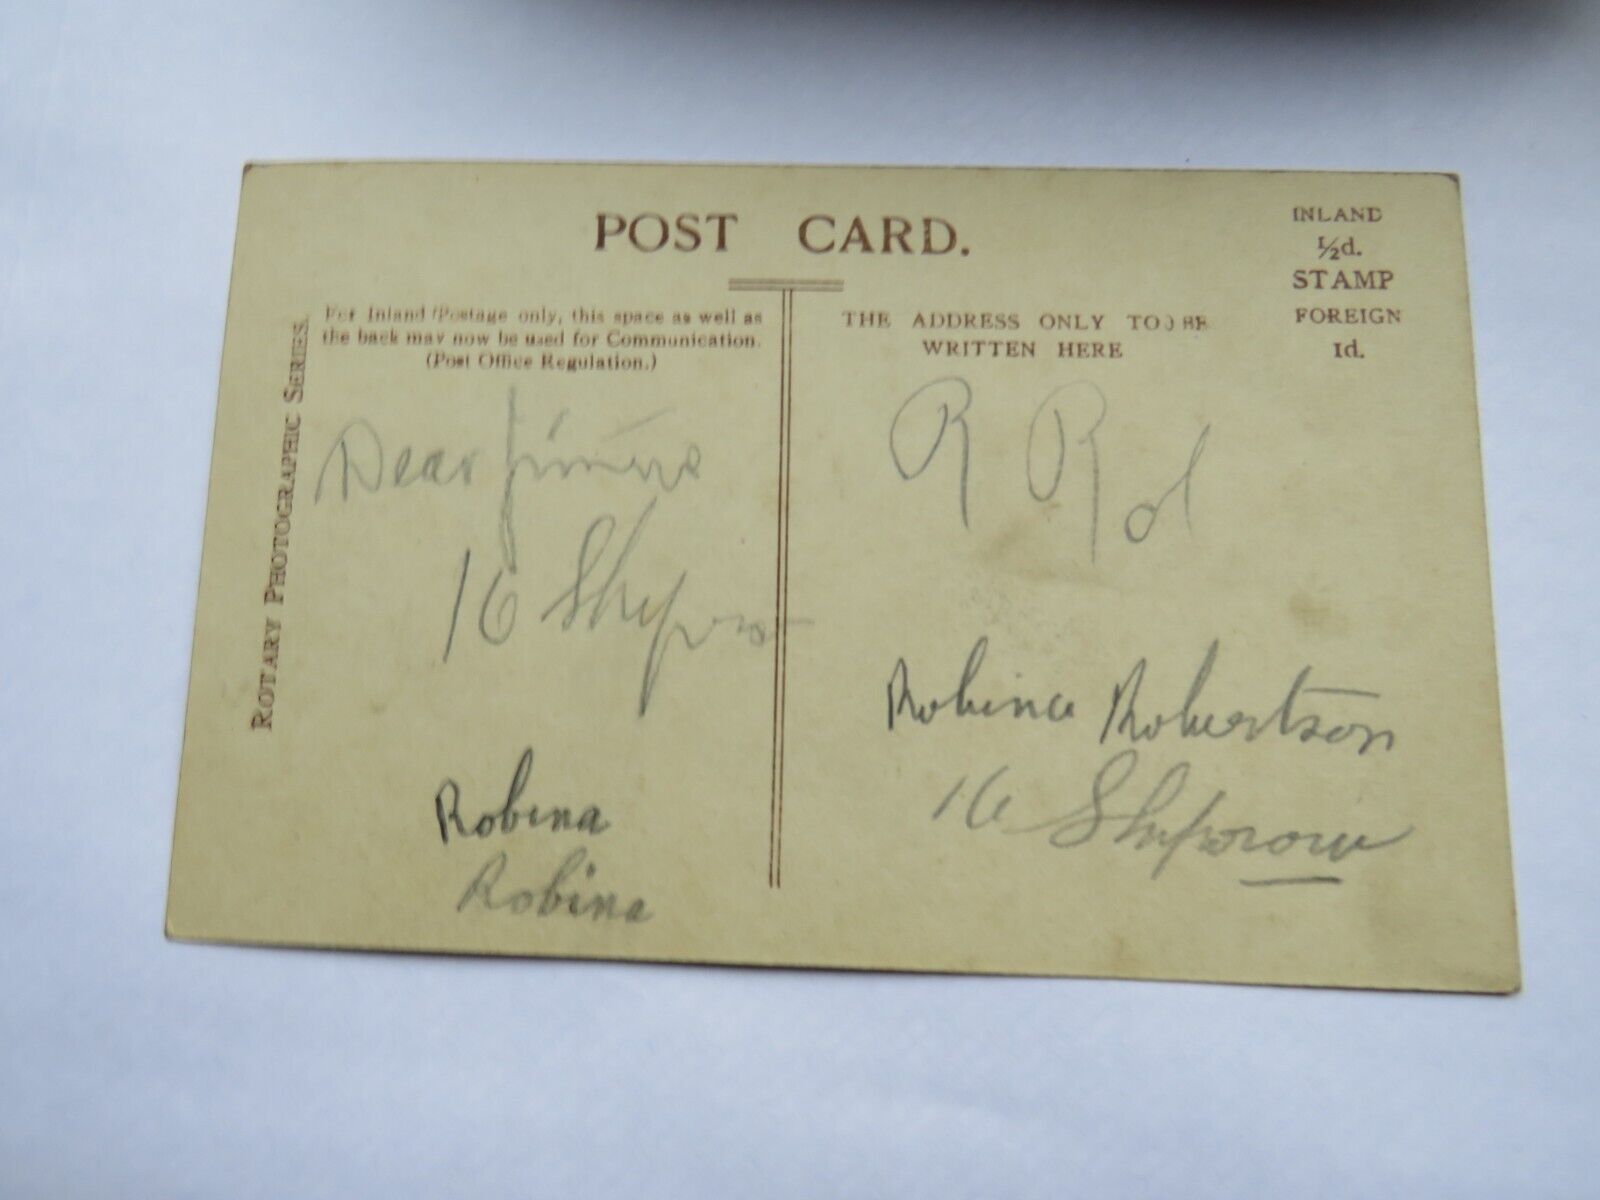 POST CARD.
INLAND
½d.
STAMP
FOREIGN
1d.
ROTARY PHOTOGRAPHIC SERIES.
For Inland Postage only, this space as well as
the back may now be used for Communication.
(Post Office Regulation.)
THE ADDRESS ONLY TO BE
WRITTEN HERE
Dear
16
Robina
Robina
R R
Robina Robertson
16